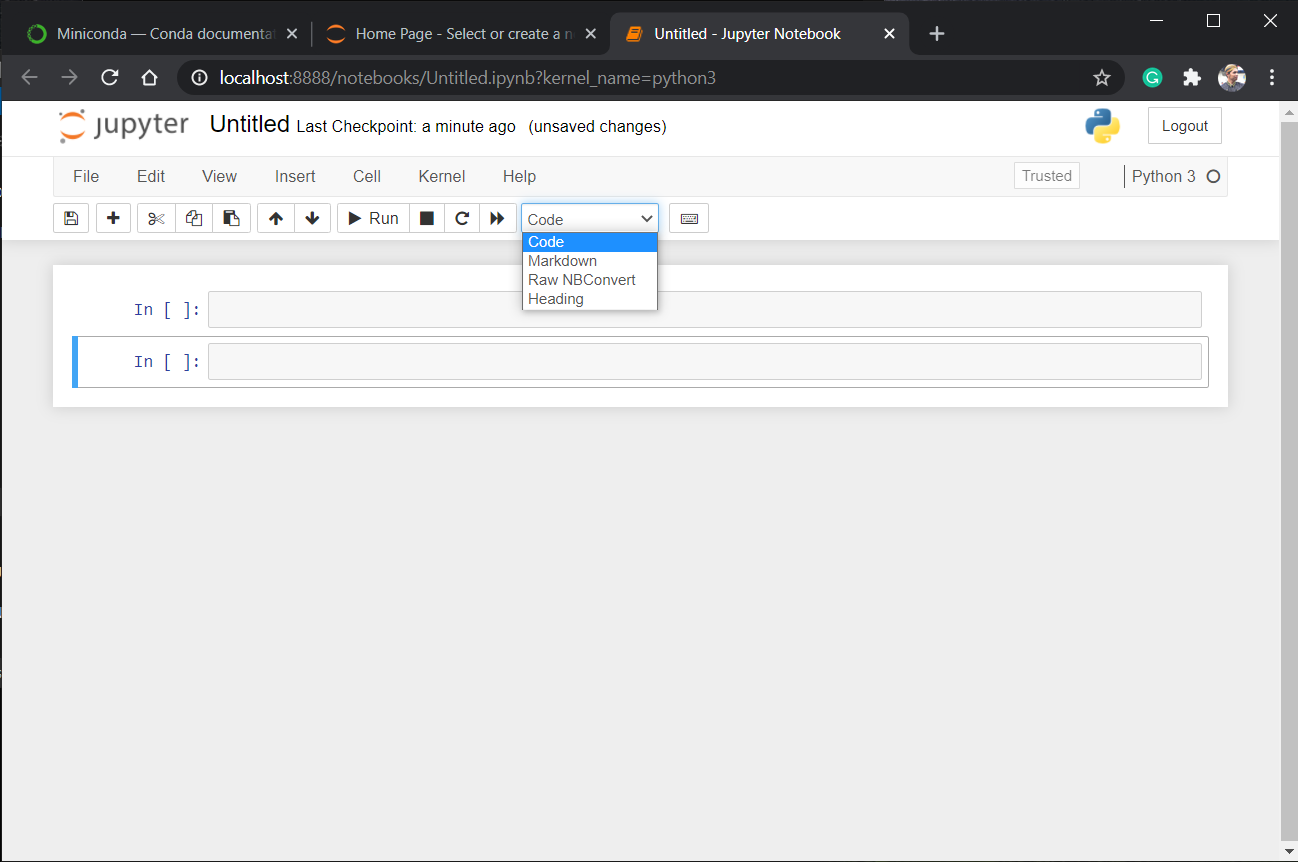 Miniconda — Conda documentat
Home Page - Select or create a n
Untitled - Jupyter Notebook
localhost:8888/notebooks/Untitled.ipynb?kernel_name=python3
jupyter Untitled Last Checkpoint: a minute ago (unsaved changes)
Logout
File Edit View Insert Cell Kernel Help
Trusted
Python 3
Run
Code
Code
Markdown
Raw NBConvert
Heading
In [ ]:
In [ ]: